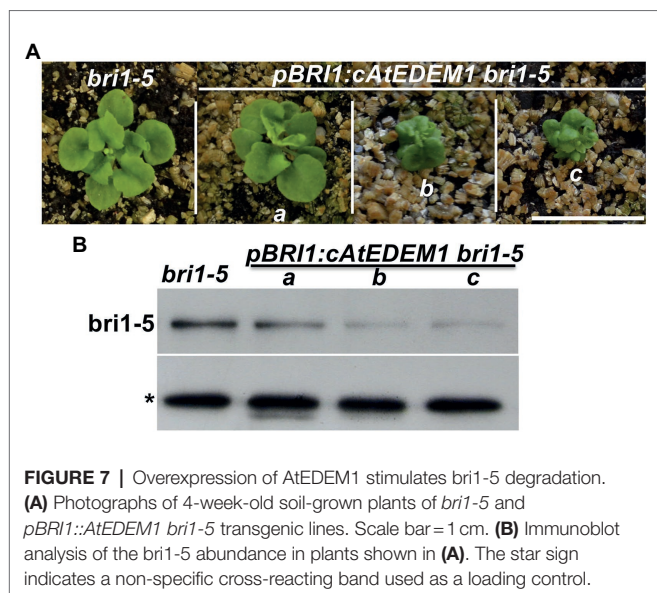 A
bri1-5
pBRI1:cAtEDEM1 bri1-5
a
b
c
B
bri1-5
pBRI1:cAtEDEM1 bri1-5
a b c
bri1-5
*
FIGURE 7 | Overexpression of AtEDEM1 stimulates bri1-5 degradation.
(A) Photographs of 4-week-old soil-grown plants of bri1-5 and
pBRI1::AtEDEM1 bri1-5 transgenic lines. Scale bar = 1 cm. (B) Immunoblot
analysis of the bri1-5 abundance in plants shown in (A). The star sign
indicates a non-specific cross-reacting band used as a loading control.